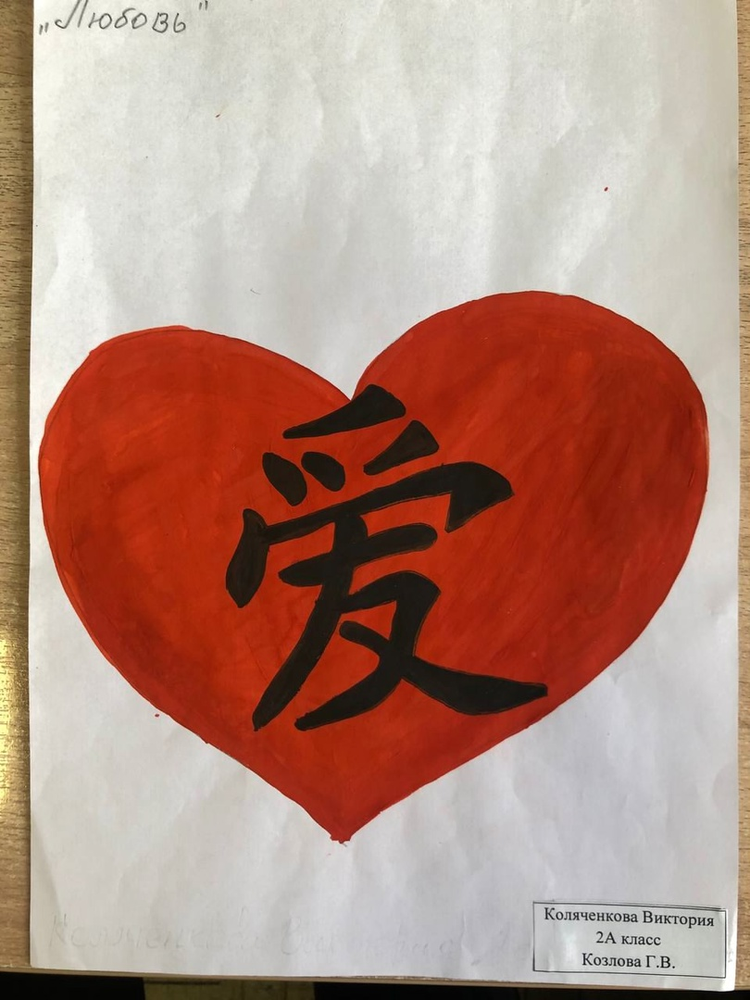 „Любовь"
爱
Коляченкова Виктория
2А класс
Козлова Г.В.